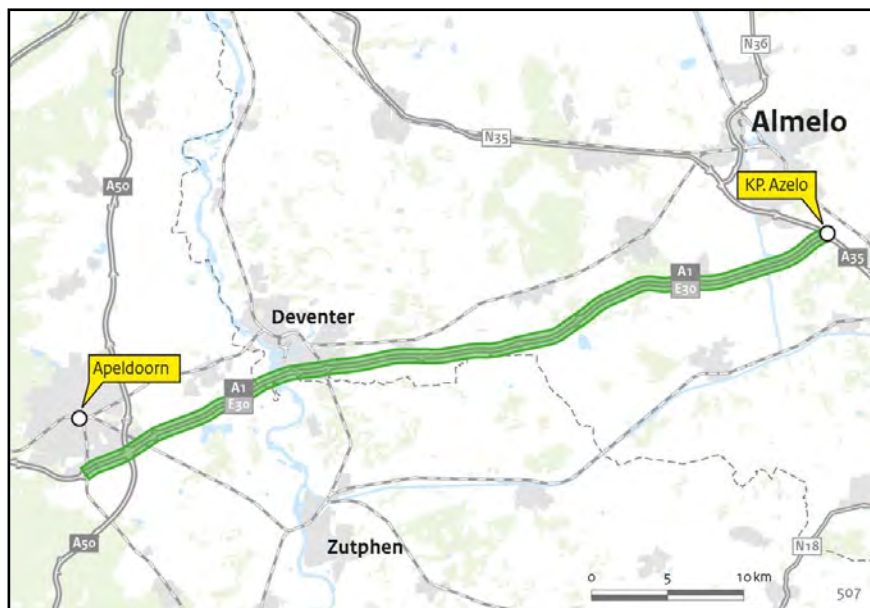 N36
Almelo
N35
KP. Azelo
A50
A35
A1
E30
Deventer
Apeldoorn
A1
E30
A50
Zutphen
N18
0 5 10 km
507